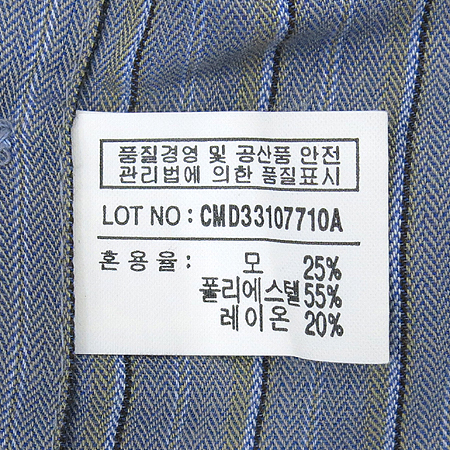 품질경영 및 공산품 안전
관리법에 의한 품질표시
LOT NO : CMD33107710A
혼용율 : 모 25%
폴리에스텔 55%
레이온 20%